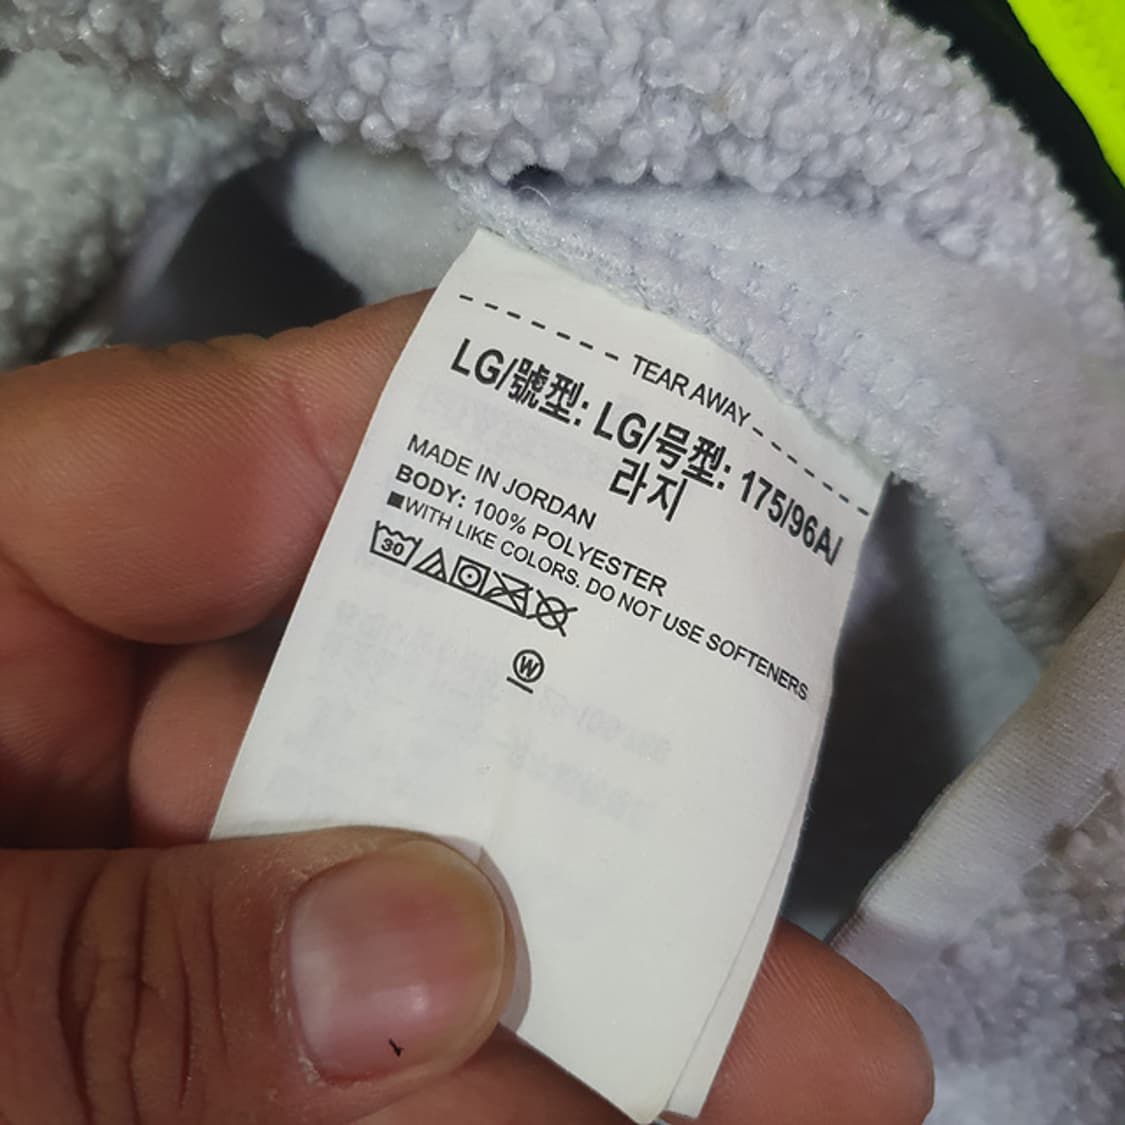 TEAR AWAY
LG/號型: LG/号型: 175/96A/
라지
MADE IN JORDAN
BODY: 100% POLYESTER
■WITH LIKE COLORS. DO NOT USE SOFTENERS
30
W